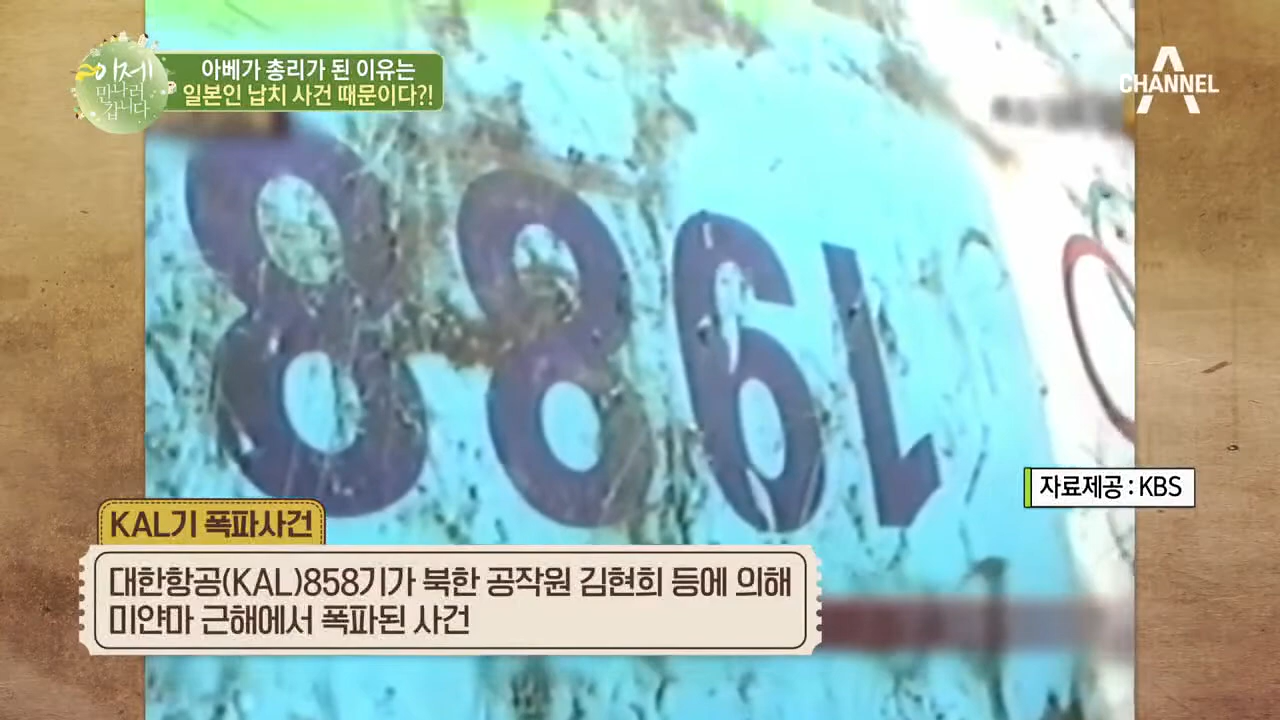 이제
만나러
갑니다
아베가 총리가 된 이유는
일본인 납치 사건 때문이다?!
CHANNEL A
1988
자료제공 : KBS
KAL기 폭파사건
대한항공(KAL)858기가 북한 공작원 김현희 등에 의해
미얀마 근해에서 폭파된 사건